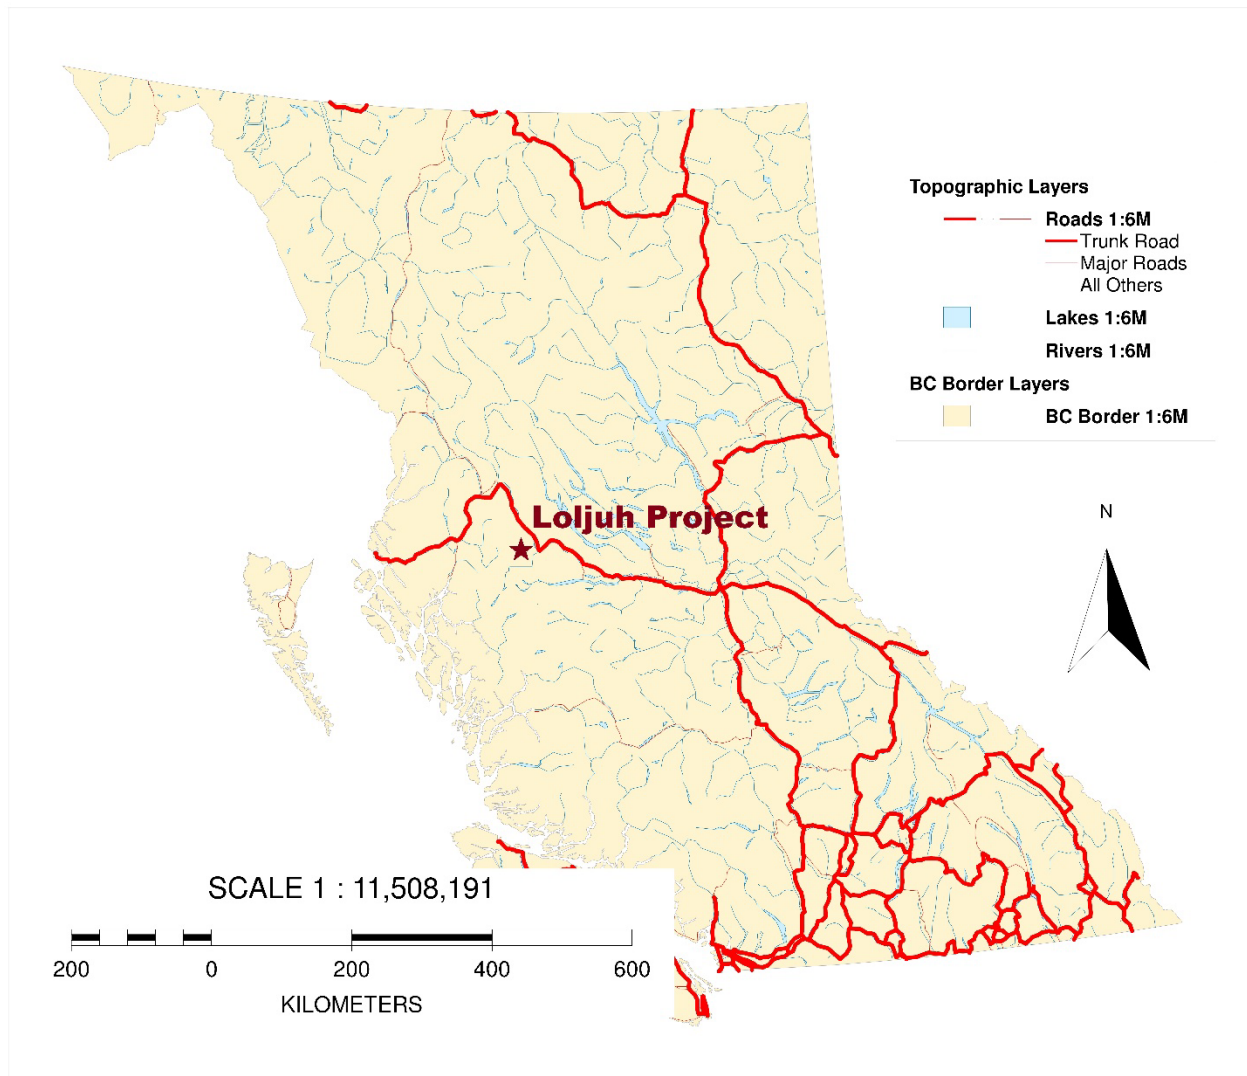 Topographic Layers
Roads 1:6M
Trunk Road
Major Roads
All Others
Lakes 1:6M
Rivers 1:6M
BC Border Layers
BC Border 1:6M
N
Loljuh Project
SCALE 1 : 11,508,191
200 0 200 400 600
KILOMETERS